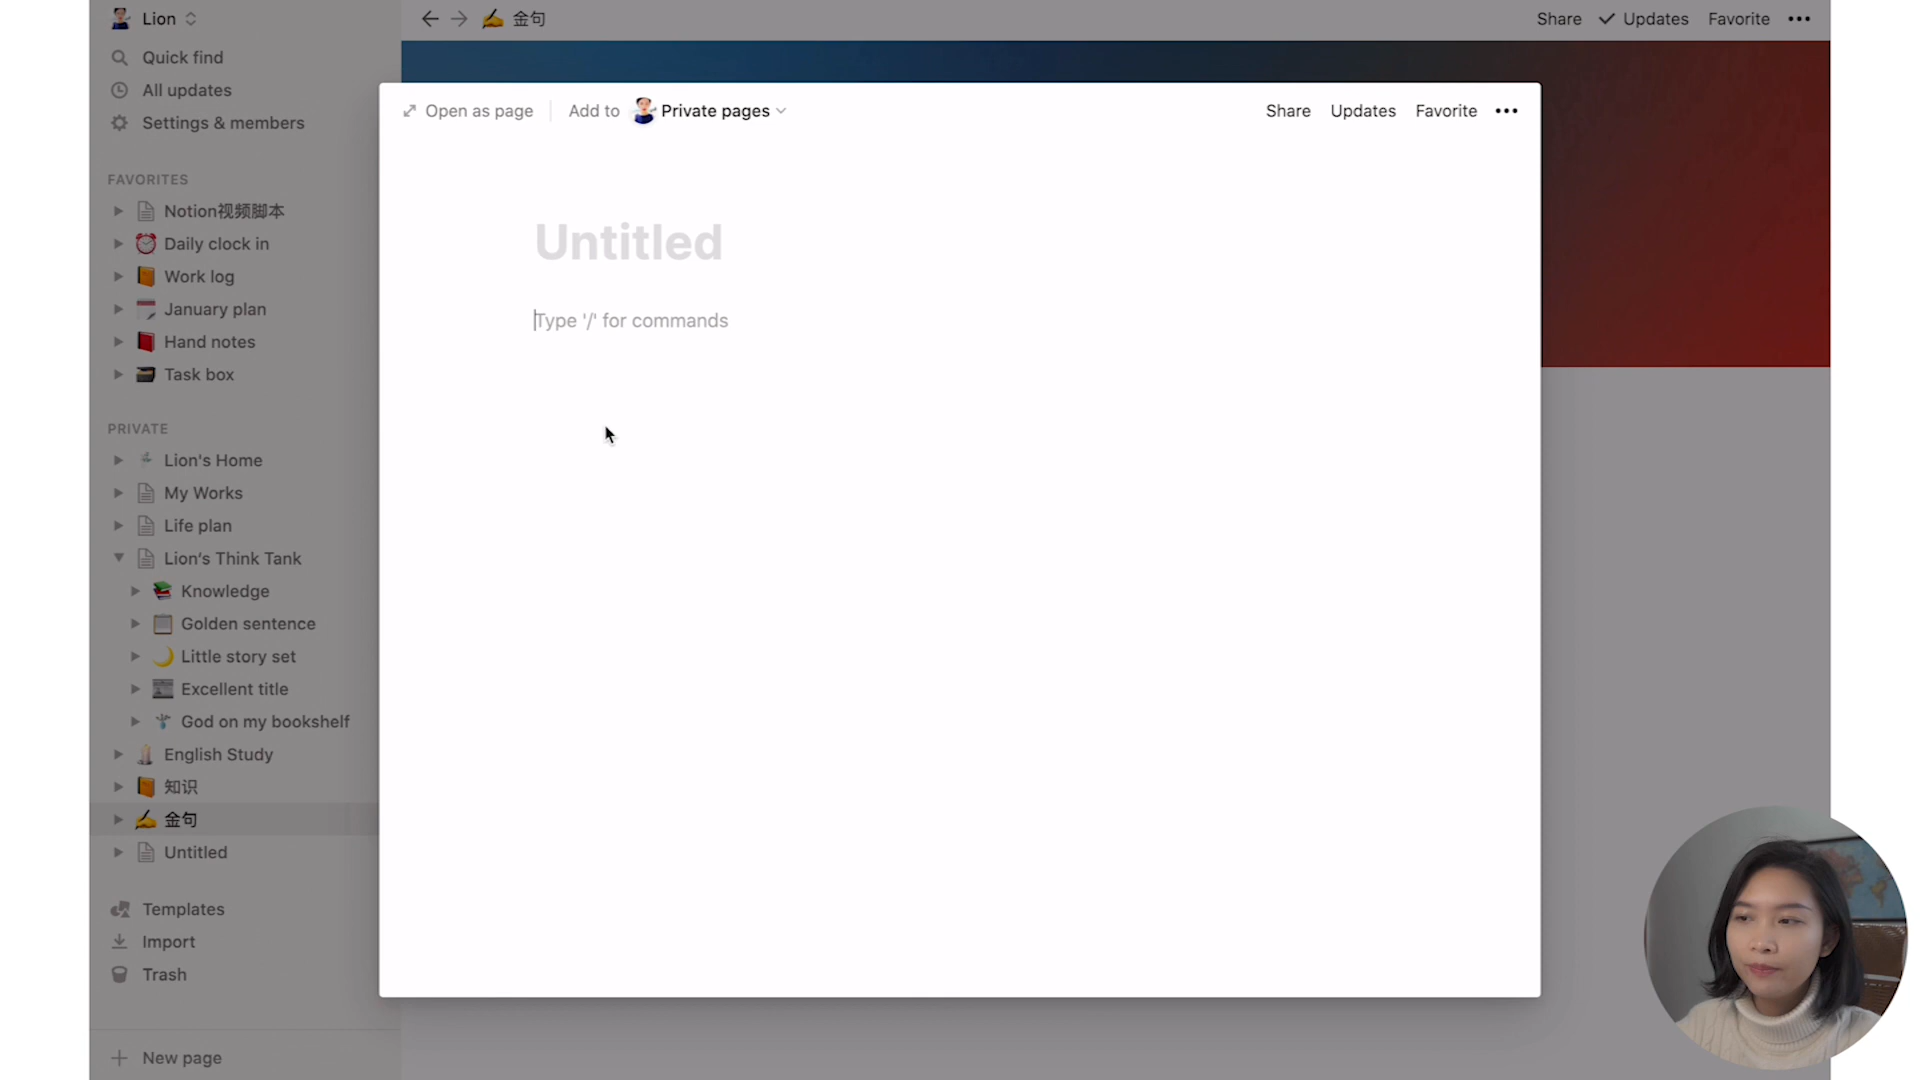 Lion
Quick find
All updates
Settings & members
FAVORITES
Notion视频脚本
Daily clock in
Work log
January plan
Hand notes
Task box
PRIVATE
Lion's Home
My Works
Life plan
Lion‘s Think Tank
Knowledge
Golden sentence
Little story set
Excellent title
God on my bookshelf
English Study
知识
金句
Untitled
Templates
Import
Trash
New page
金句
Share Updates Favorite
Open as page Add to Private pages
Share Updates Favorite
Untitled
Type '/' for commands